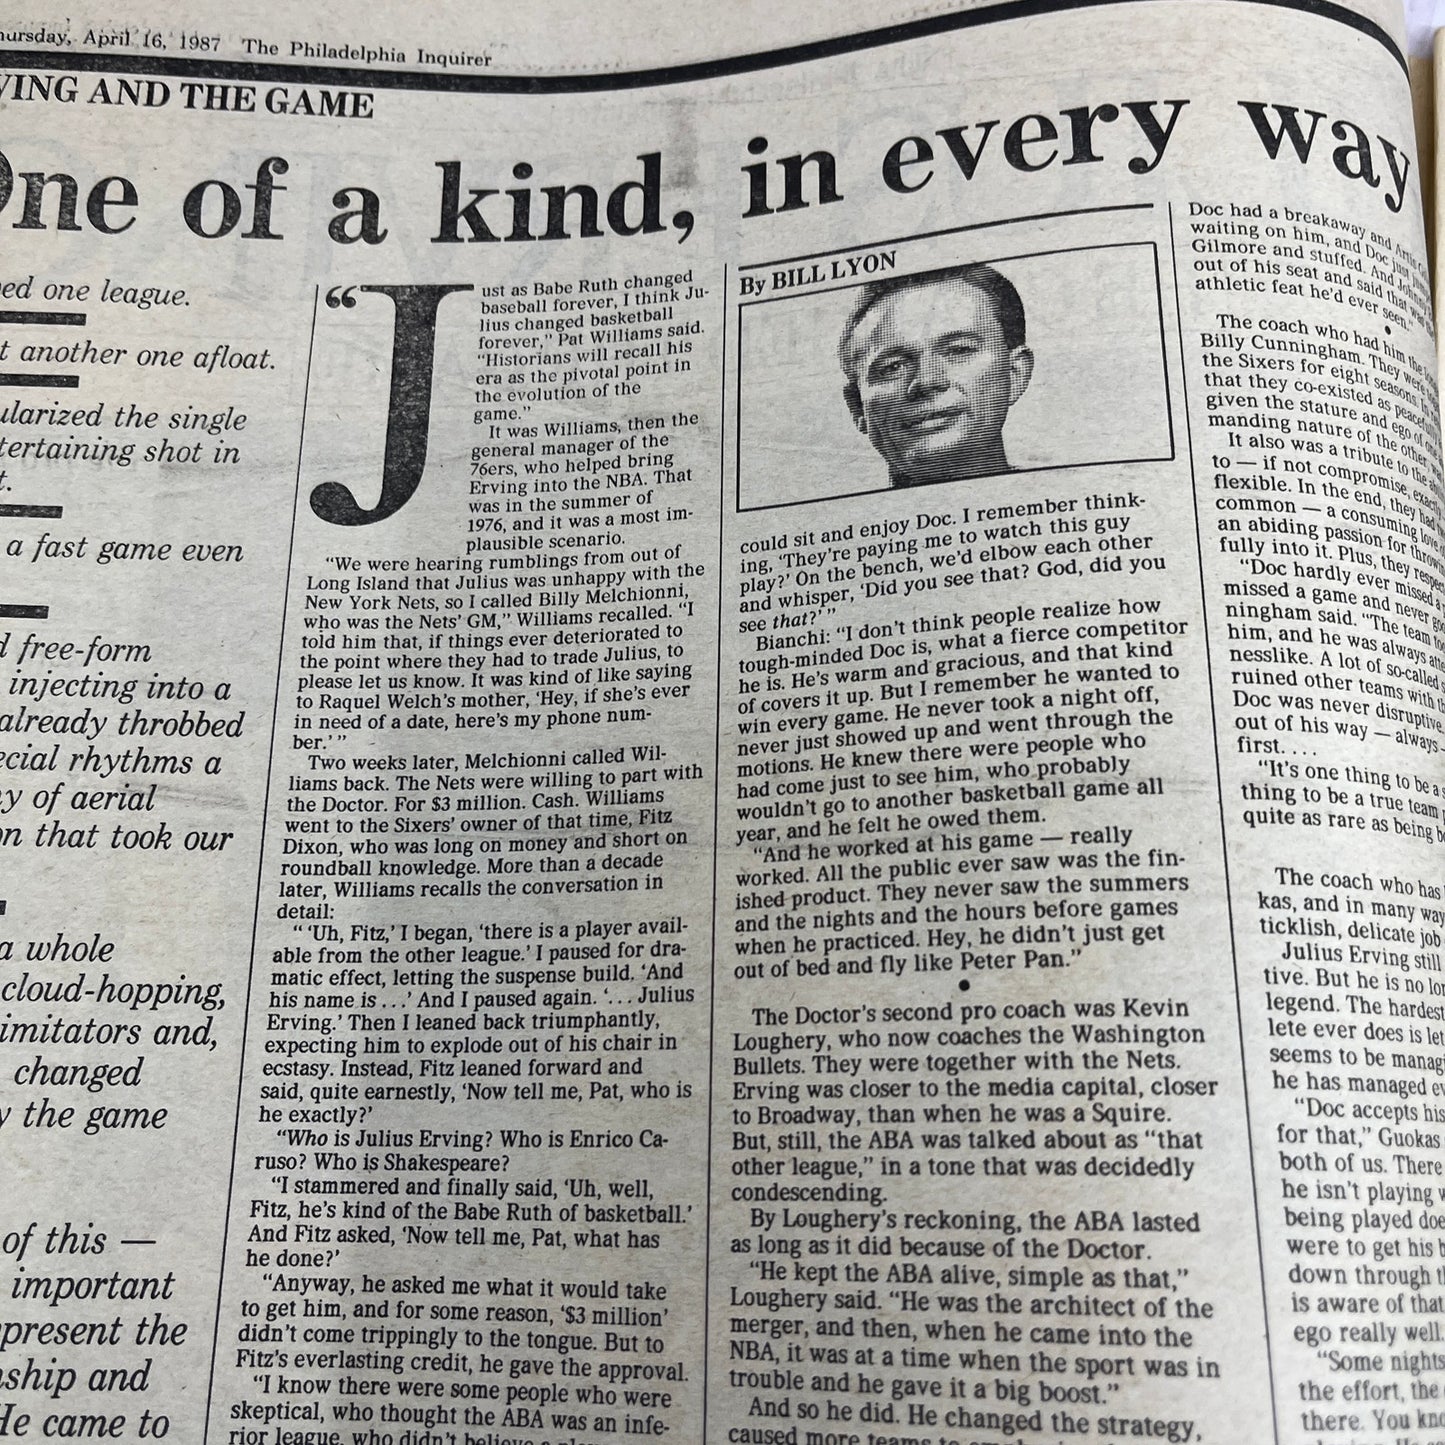 April 16, 1987 The Philadelphia Inquirer
AND THE GAME
One of a kind, in every way
one league.
another one afloat.
the single
shot in
a fast game even
free-form
injecting into a
already throbbed
rhythms a
of aerial
that took our
a whole
cloud-hopping,
imitators and,
changed
the game
of this —
important
the
and
He came to
“Just as Babe Ruth changed
baseball forever, I think Ju-
lius changed basketball
forever,” Pat Williams said.
“Historians will recall his
era as the pivotal point in
the evolution of the
game.”
It was Williams, then the
general manager of the
76ers, who helped bring
Erving into the NBA. That
was in the summer of
1976, and it was a most im-
plausible scenario.
“We were hearing rumblings from out of
Long Island that Julius was unhappy with the
New York Nets, so I called Billy Melchionni,
who was the Nets’ GM,” Williams recalled. “I
told him that, if things ever deteriorated to
the point where they had to trade Julius, to
please let us know. It was kind of like saying
to Raquel Welch’s mother, ‘Hey, if she’s ever
in need of a date, here’s my phone num-
ber.’ ”
Two weeks later, Melchionni called Wil-
liams back. The Nets were willing to part with
the Doctor. For $3 million. Cash. Williams
went to the Sixers’ owner of that time, Fitz
Dixon, who was long on money and short on
roundball knowledge. More than a decade
later, Williams recalls the conversation in
detail:
“ ‘Uh, Fitz,’ I began, ‘there is a player avail-
able from the other league.’ I paused for dra-
matic effect, letting the suspense build. ‘And
his name is . . .’ And I paused again. ‘. . . Julius
Erving.’ Then I leaned back triumphantly,
expecting him to explode out of his chair in
ecstasy. Instead, Fitz leaned forward and
said, quite earnestly, ‘Now tell me, Pat, who is
he exactly?’
“Who is Julius Erving? Who is Enrico Ca-
ruso? Who is Shakespeare?
“I stammered and finally said, ‘Uh, well,
Fitz, he’s kind of the Babe Ruth of basketball.’
And Fitz asked, ‘Now tell me, Pat, what has
he done?’
“Anyway, he asked me what it would take
to get him, and for some reason, ‘$3 million’
didn’t come trippingly to the tongue. But to
Fitz’s everlasting credit, he gave the approval.
“I know there were some people who were
skeptical, who thought the ABA was an infe-
rior league, who didn’t believe
By BILL LYON
could sit and enjoy Doc. I remember think-
ing, ‘They’re paying me to watch this guy
play?’ On the bench, we’d elbow each other
and whisper, ‘Did you see that? God, did you
see that?’ ”
Bianchi: “I don’t think people realize how
tough-minded Doc is, what a fierce competitor
he is. He’s warm and gracious, and that kind
of covers it up. But I remember he wanted to
win every game. He never took a night off,
never just showed up and went through the
motions. He knew there were people who
had come just to see him, who probably
wouldn’t go to another basketball game all
year, and he felt he owed them.
“And he worked at his game — really
worked. All the public ever saw was the fin-
ished product. They never saw the summers
and the nights and the hours before games
when he practiced. Hey, he didn’t just get
out of bed and fly like Peter Pan.”
The Doctor’s second pro coach was Kevin
Loughery, who now coaches the Washington
Bullets. They were together with the Nets.
Erving was closer to the media capital, closer
to Broadway, than when he was a Squire.
But, still, the ABA was talked about as “that
other league,” in a tone that was decidedly
condescending.
By Loughery’s reckoning, the ABA lasted
as long as it did because of the Doctor.
“He kept the ABA alive, simple as that,”
Loughery said. “He was the architect of the
merger, and then, when he came into the
NBA, it was at a time when the sport was in
trouble and he gave it a big boost.”
And so he did. He changed the strategy,
caused more teams to
Doc had a breakaway and Artis
waiting on him, and Doc just
Gilmore and stuffed. And Johnny
out of his seat and said that was the
athletic feat he’d ever seen.”
The coach who had him the
Billy Cunningham. They were
the Sixers for eight seasons.
that they co-existed as
given the stature and ego of one
manding nature of the other,
It also was a tribute to the
to — if not compromise, exactly
flexible. In the end, they had
common — a consuming love
an abiding passion for
fully into it. Plus, they
“Doc hardly ever missed a
missed a game and never
ningham said. “The team
him, and he was always
nesslike. A lot of so-called
ruined other teams with
Doc was never disruptive.
out of his way — always
first. . . .
“It’s one thing to be a
thing to be a true team
quite as rare as being
The coach who has
kas, and in many
ticklish, delicate job
Julius Erving still
tive. But he is no
legend. The hardest
lete ever does is
seems to be
he has managed
“Doc accepts his
for that,” Guokas
both of us. There
he isn’t playing
being played
were to get his
down through
is aware of that
ego really well.
“Some nights
the effort, the
there. You